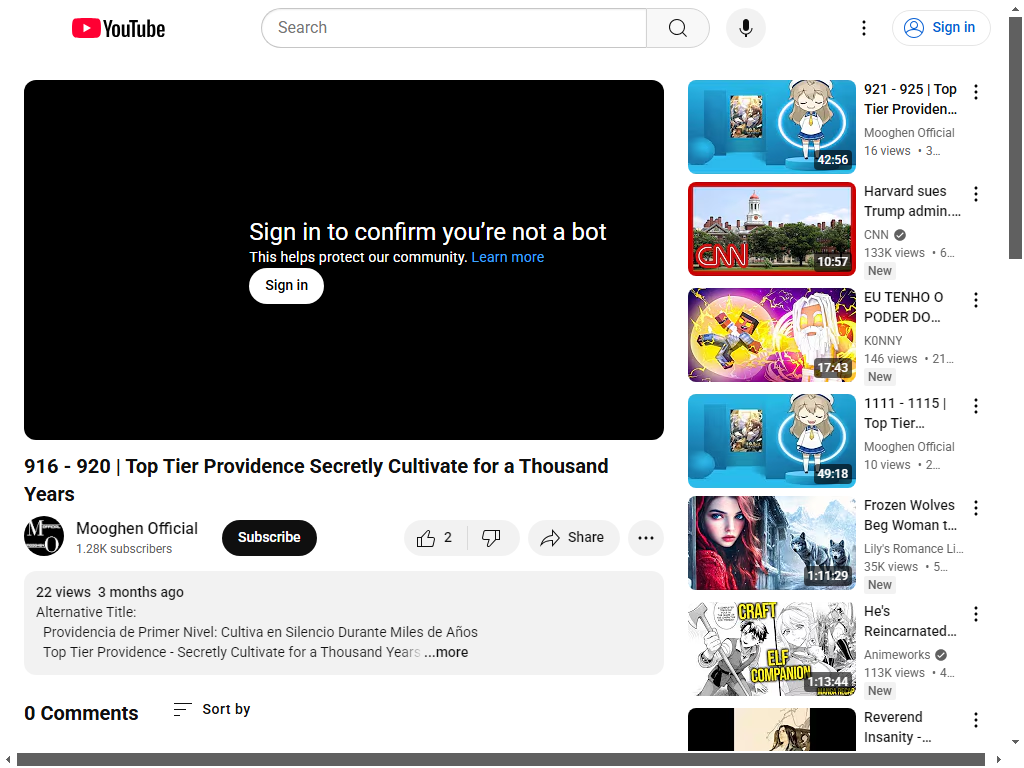 YouTube
Search
Sign in
Sign in to confirm you're not a bot
This helps protect our community. Learn more
Sign in
916 - 920 | Top Tier Providence Secretly Cultivate for a Thousand
Years
Mooghen Official
1.28K subscribers
Subscribe
2
Share
22 views 3 months ago
Alternative Title:
Providencia de Primer Nivel: Cultiva en Silencio Durante Miles de Años
Top Tier Providence - Secretly Cultivate for a Thousand Years ...more
0 Comments
Sort by
42:56
921 - 925 | Top
Tier Providen...
Mooghen Official
16 views • 3...
CNN
10:57
Harvard sues
Trump admin....
CNN
133K views • 6...
New
17:43
EU TENHO O
PODER DO...
K0NNY
146 views • 21...
New
49:18
1111 - 1115 |
Top Tier...
Mooghen Official
10 views • 2...
1:11:29
Frozen Wolves
Beg Woman t...
Lily's Romance Li...
35K views • 5...
New
CRAFT
ELF
COMPANION
1:13:44
He's
Reincarnated...
Animeworks
113K views • 4...
New
Reverend
Insanity -...